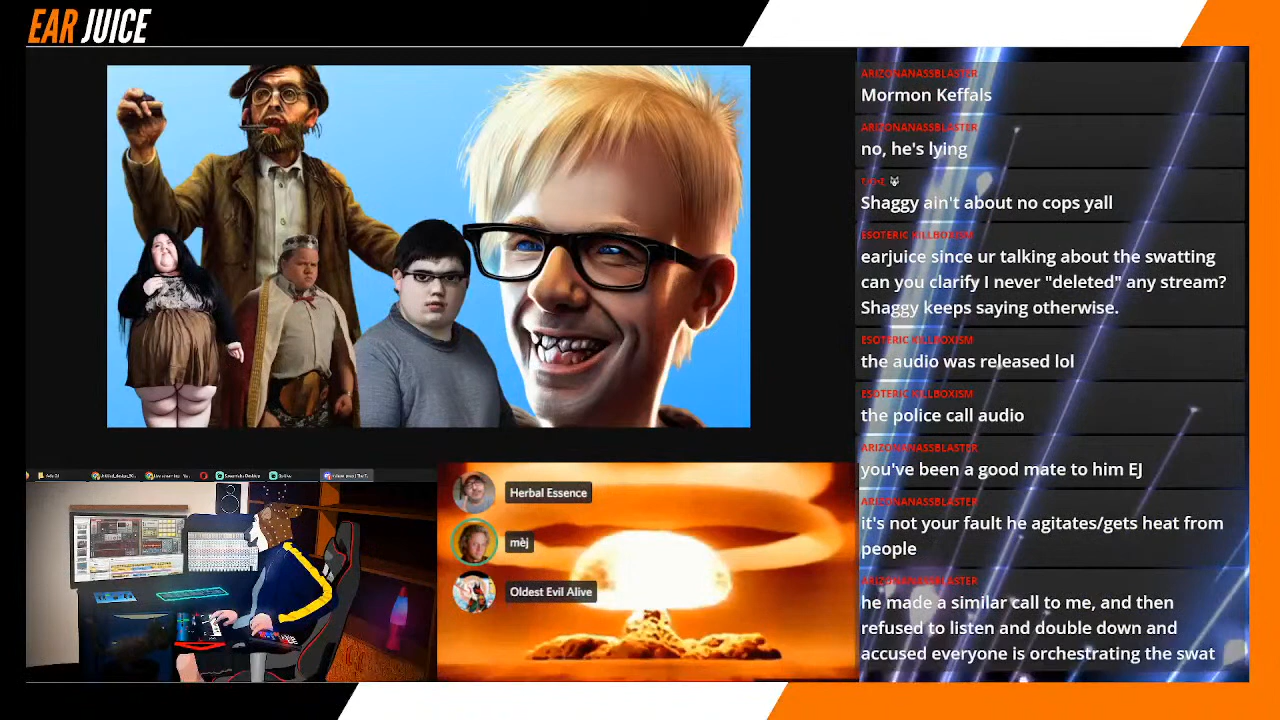 EAR JUICE
ARIZONANASSBLASTER
Mormon Keffals
ARIZONANASSBLASTER
no, he's lying
Shaggy ain't about no cops yall
ESOTERIC KILLBOXISM
earjuice since ur talking about the swatting
can you clarify I never "deleted" any stream?
Shaggy keeps saying otherwise.
ESOTERIC KILLBOXISM
the audio was released lol
ESOTERIC KILLBOXISM
the police call audio
ARIZONANASSBLASTER
you've been a good mate to him EJ
ARIZONANASSBLASTER
it's not your fault he agitates/gets heat from
people
ARIZONANASSBLASTER
he made a similar call to me, and then
refused to listen and double down and
accused everyone is orchestrating the swat
Herbal Essence
mèj
Oldest Evil Alive